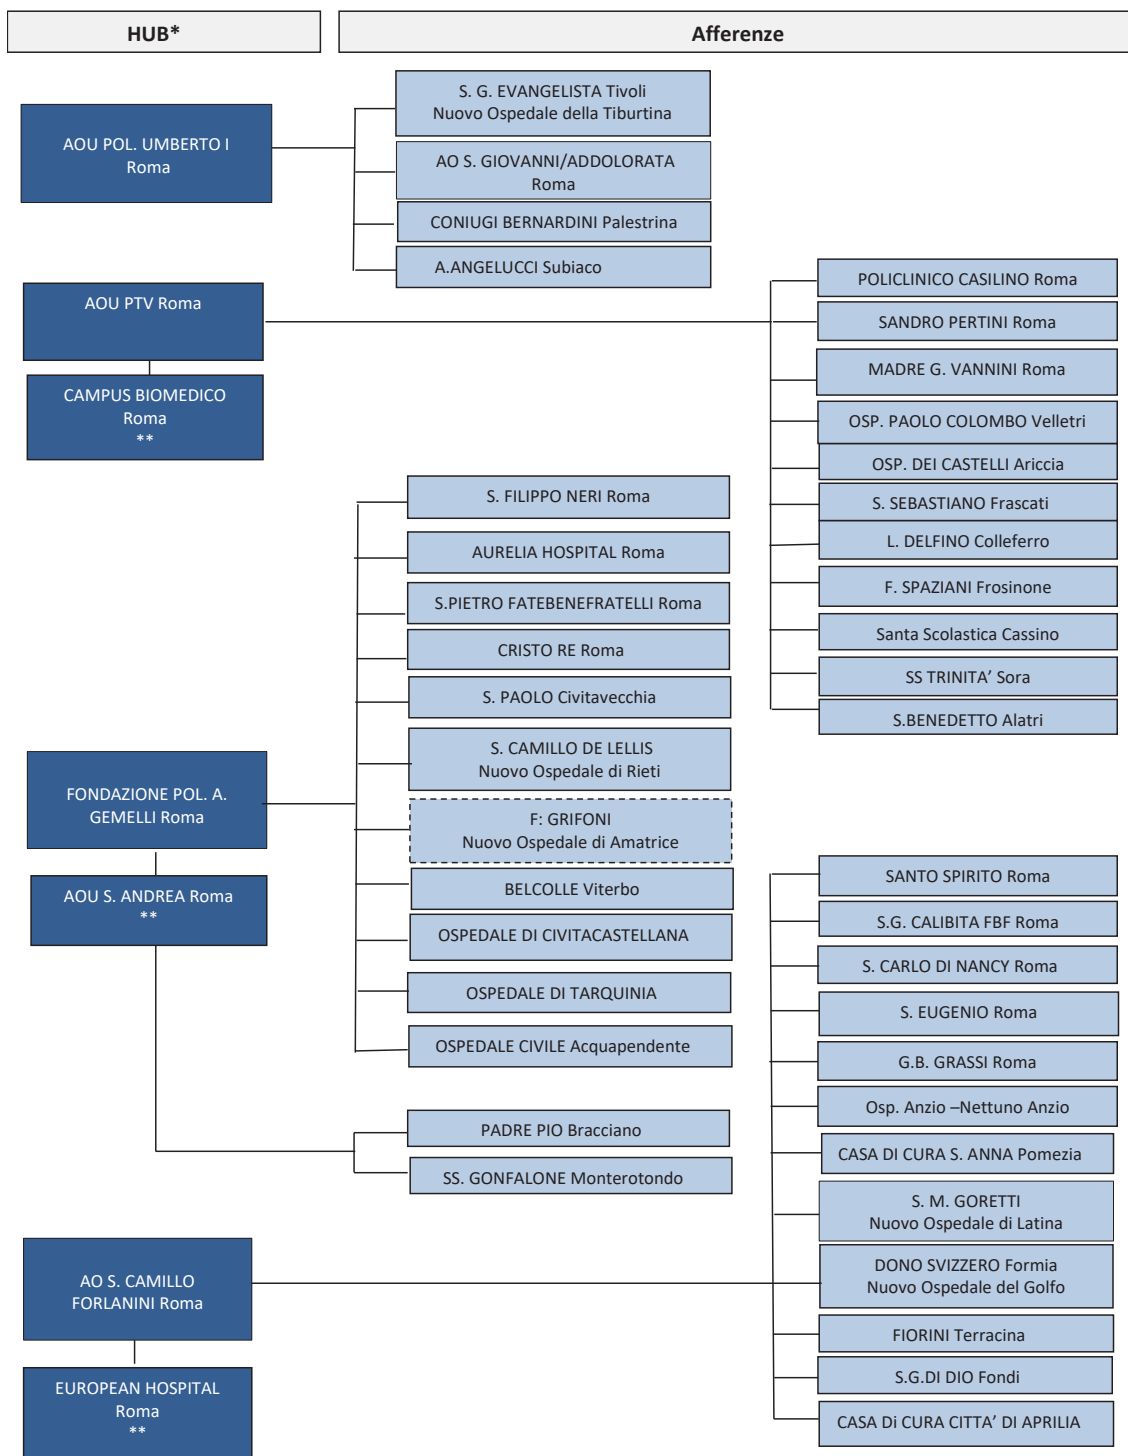 HUB*
Afferenze
AOU POL. UMBERTO I
Roma
S. G. EVANGELISTA Tivoli
Nuovo Ospedale della Tiburtina
AO S. GIOVANNI/ADDOLORATA
Roma
CONIUGI BERNARDINI Palestrina
A.ANGELUCCI Subiaco
AOU PTV Roma
CAMPUS BIOMEDICO
Roma
**
POLICLINICO CASILINO Roma
SANDRO PERTINI Roma
MADRE G. VANNINI Roma
OSP. PAOLO COLOMBO Velletri
OSP. DEI CASTELLI Ariccia
S. SEBASTIANO Frascati
L. DELFINO Colleferro
F. SPAZIANI Frosinone
Santa Scolastica Cassino
SS TRINITA’ Sora
S.BENEDETTO Alatri
FONDAZIONE POL. A.
GEMELLI Roma
AOU S. ANDREA Roma
**
S. FILIPPO NERI Roma
AURELIA HOSPITAL Roma
S.PIETRO FATEBENEFRATELLI Roma
CRISTO RE Roma
S. PAOLO Civitavecchia
S. CAMILLO DE LELLIS
Nuovo Ospedale di Rieti
F: GRIFONI
Nuovo Ospedale di Amatrice
BELCOLLE Viterbo
OSPEDALE DI CIVITACASTELLANA
OSPEDALE DI TARQUINIA
OSPEDALE CIVILE Acquapendente
PADRE PIO Bracciano
SS. GONFALONE Monterotondo
AO S. CAMILLO
FORLANINI Roma
EUROPEAN HOSPITAL
Roma
**
SANTO SPIRITO Roma
S.G. CALIBITA FBF Roma
S. CARLO DI NANCY Roma
S. EUGENIO Roma
G.B. GRASSI Roma
Osp. Anzio –Nettuno Anzio
CASA DI CURA S. ANNA Pomezia
S. M. GORETTI
Nuovo Ospedale di Latina
DONO SVIZZERO Formia
Nuovo Ospedale del Golfo
FIORINI Terracina
S.G.DI DIO Fondi
CASA Di CURA CITTA’ DI APRILIA